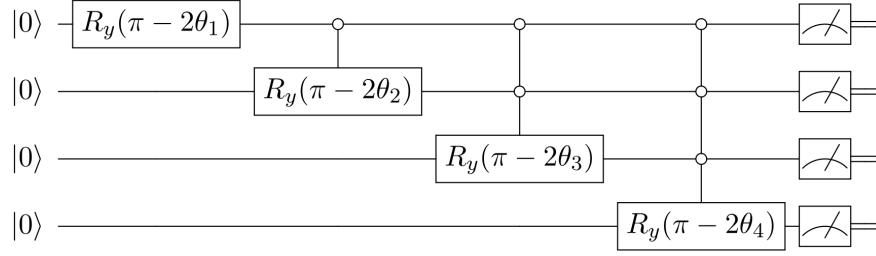 |0⟩ R_y(π − 2θ_1)
|0⟩ R_y(π − 2θ_2)
|0⟩ R_y(π − 2θ_3)
|0⟩ R_y(π − 2θ_4)